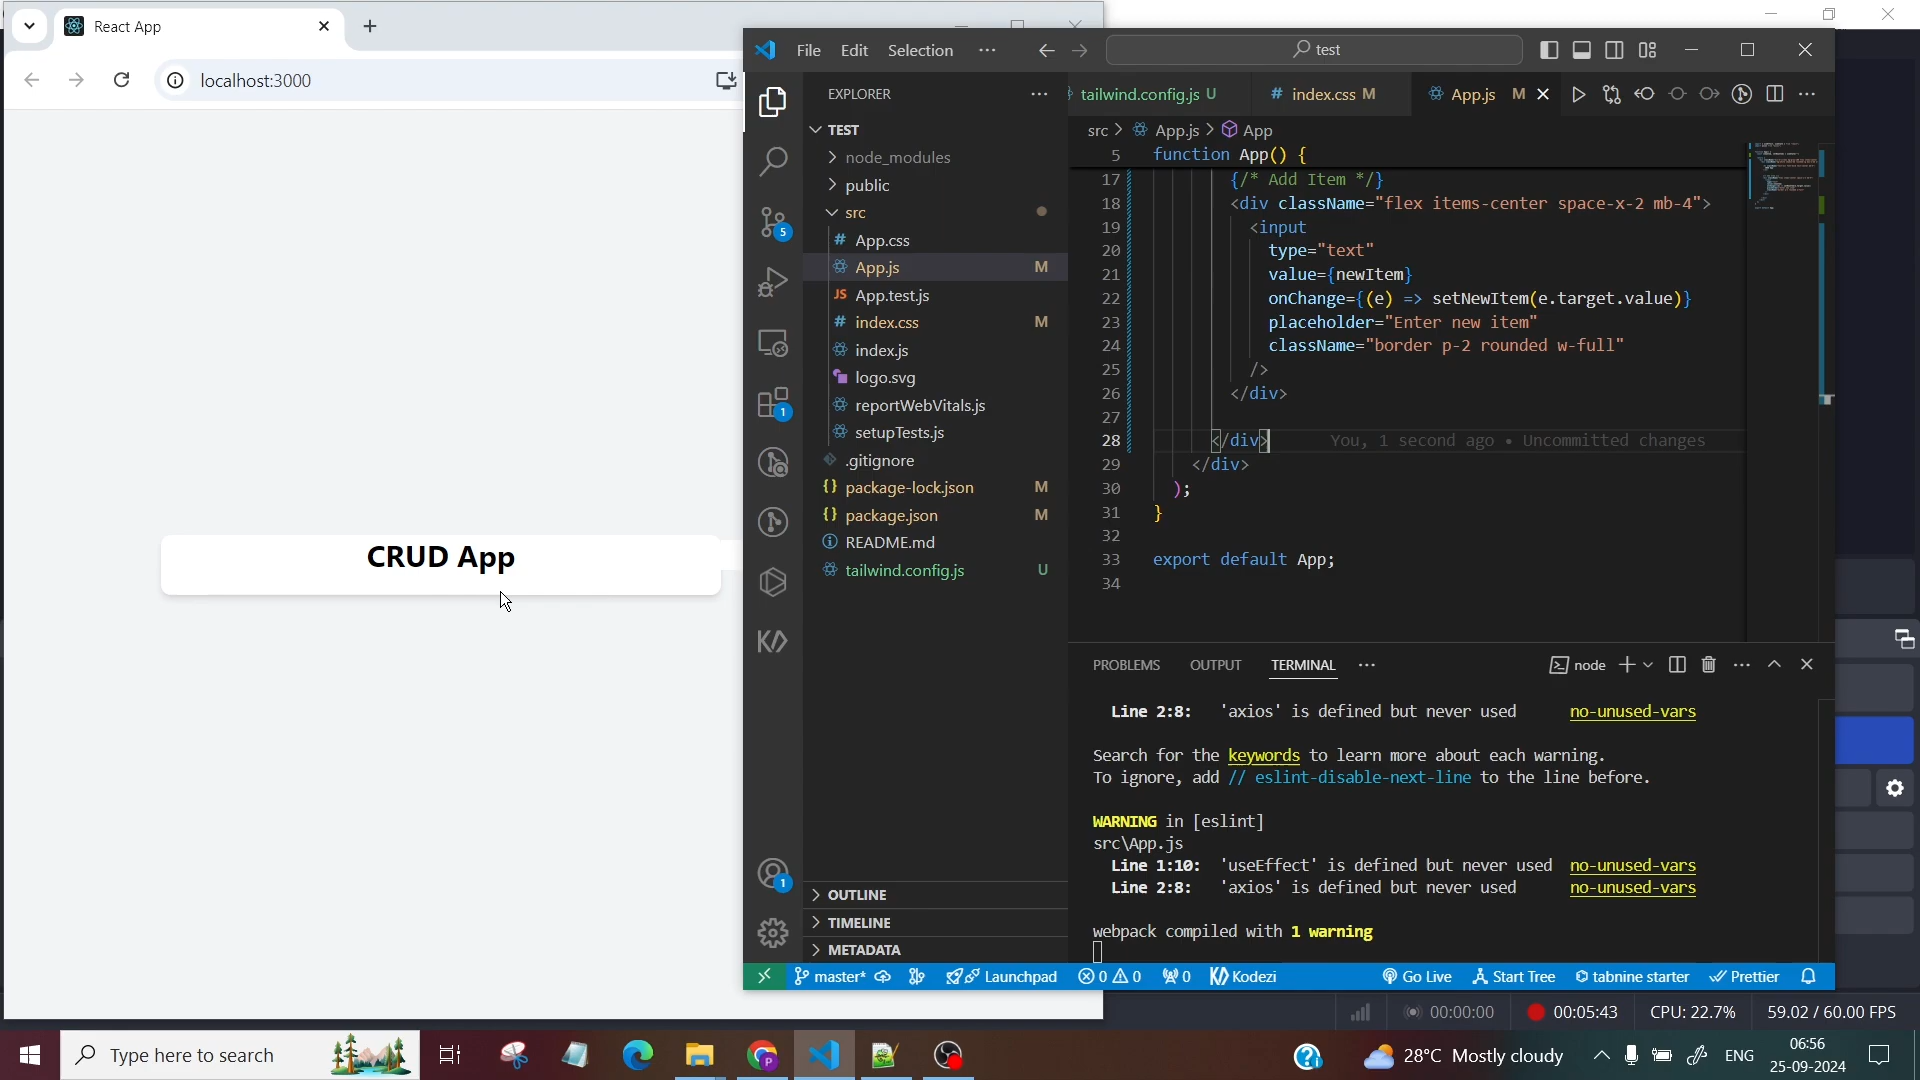 React App
localhost:3000
CRUD App
File Edit Selection ···
test
EXPLORER
TEST
node_modules
public
src
App.css
App.js M
App.test.js
index.css M
index.js
logo.svg
reportWebVitals.js
setupTests.js
.gitignore
package-lock.json M
package.json M
README.md
tailwind.config.js U
OUTLINE
TIMELINE
METADATA
5
1
1
tailwind.config.js U
index.css M
App.js M
src > App.js > App
5 function App() {
17 {/* Add Item */}
18 <div className="flex items-center space-x-2 mb-4">
19 <input
20 type="text"
21 value={newItem}
22 onChange={(e) => setNewItem(e.target.value)}
23 placeholder="Enter new item"
24 className="border p-2 rounded w-full"
25 />
26 </div>
27
28 </div> You, 1 second ago • Uncommitted changes
29 </div>
30 );
31 }
32
33 export default App;
34
PROBLEMS OUTPUT TERMINAL ···
node
Line 2:8: 'axios' is defined but never used no-unused-vars
Search for the keywords to learn more about each warning.
To ignore, add // eslint-disable-next-line to the line before.
WARNING in [eslint]
src\App.js
Line 1:10: 'useEffect' is defined but never used no-unused-vars
Line 2:8: 'axios' is defined but never used no-unused-vars
webpack compiled with 1 warning
master* Launchpad 0 0 0 Kodezi Go Live Start Tree tabnine starter Prettier
00:00:00 00:05:43 CPU: 22.7% 59.02 / 60.00 FPS
Type here to search
28°C Mostly cloudy
ENG
06:56
25-09-2024